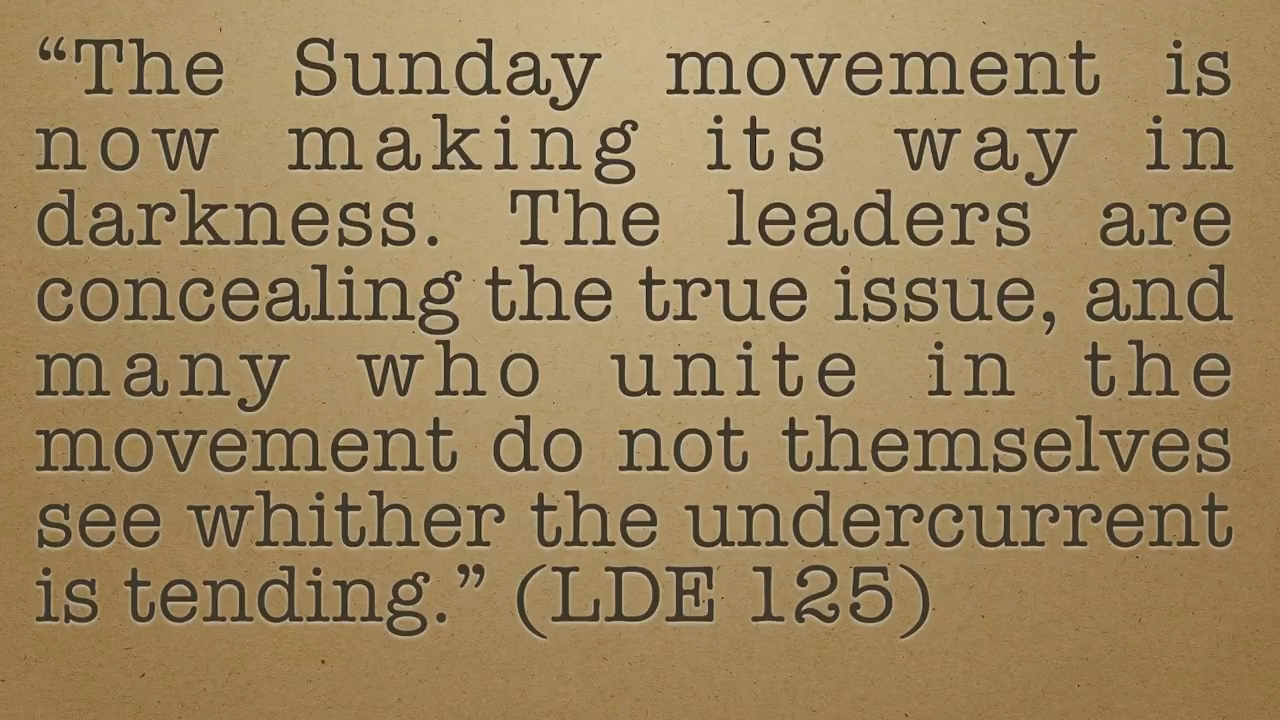 “The Sunday movement is
now making its way in
darkness. The leaders are
concealing the true issue, and
many who unite in the
movement do not themselves
see whither the undercurrent
is tending.” (LDE 125)